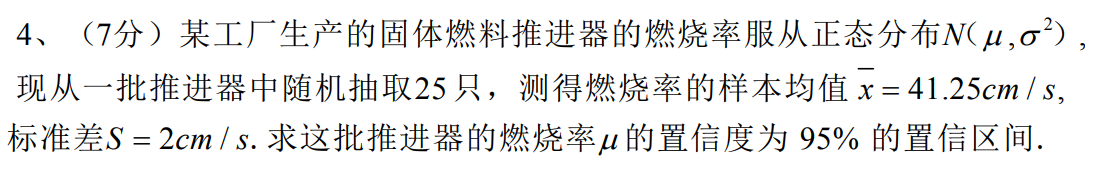 4、（7分）某工厂生产的固体燃料推进器的燃烧率服从正态分布N(μ,σ²)，
现从一批推进器中随机抽取25只，测得燃烧率的样本均值 x̄ = 41.25cm / s,
标准差S = 2cm / s. 求这批推进器的燃烧率μ的置信度为 95% 的置信区间.